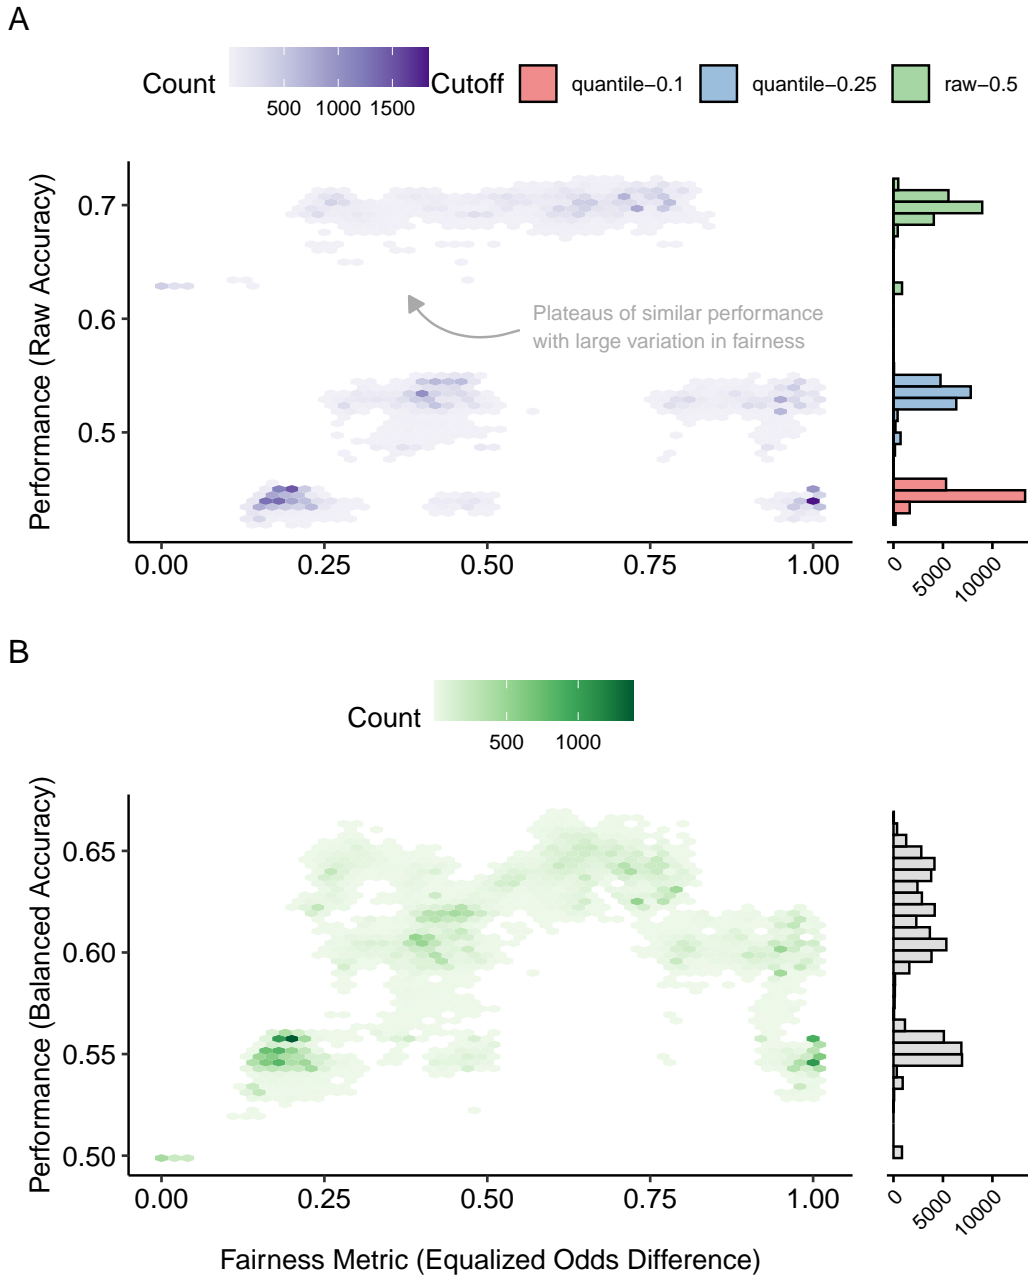 A
Count
500 1000 1500
Cutoff quantile−0.1 quantile−0.25 raw−0.5
Performance (Raw Accuracy)
0.7
0.6
0.5
Plateaus of similar performance
with large variation in fairness
0.00 0.25 0.50 0.75 1.00
0 5000 10000
B
Count
500 1000
Performance (Balanced Accuracy)
0.65
0.60
0.55
0.50
0.00 0.25 0.50 0.75 1.00
0 5000 10000
Fairness Metric (Equalized Odds Difference)